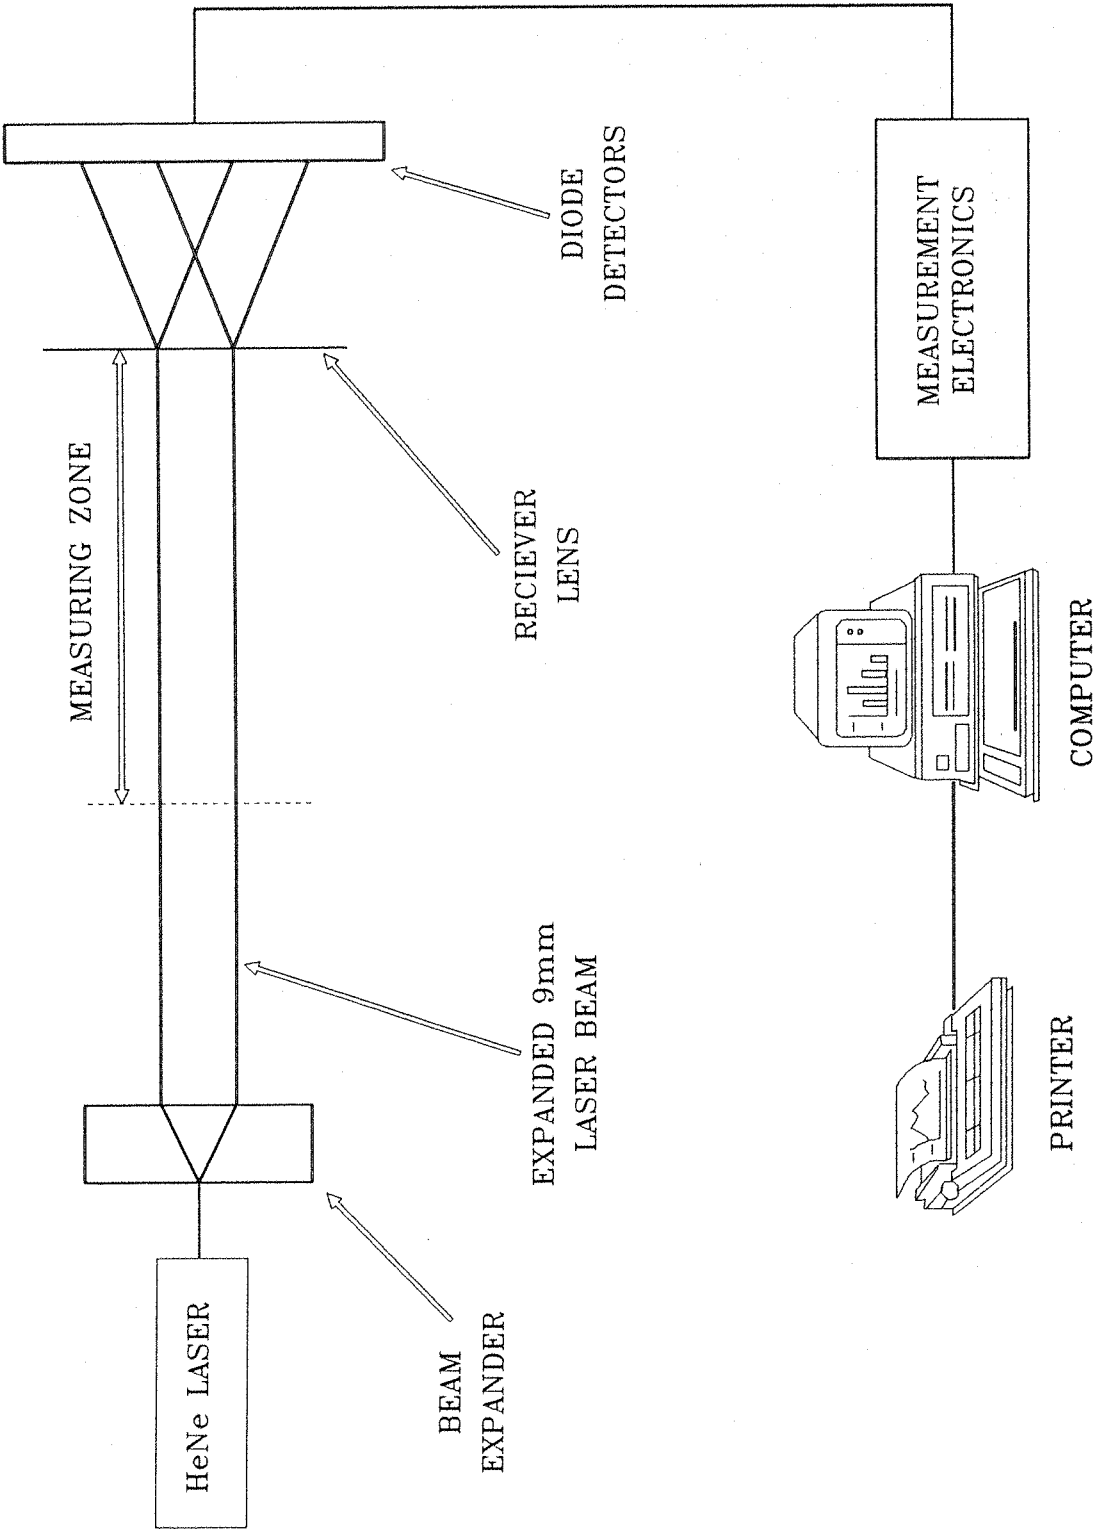 HeNe LASER
BEAM
EXPANDER
EXPANDED 9mm
LASER BEAM
MEASURING ZONE
RECIEVER
LENS
DIODE
DETECTORS
PRINTER
COMPUTER
MEASUREMENT
ELECTRONICS